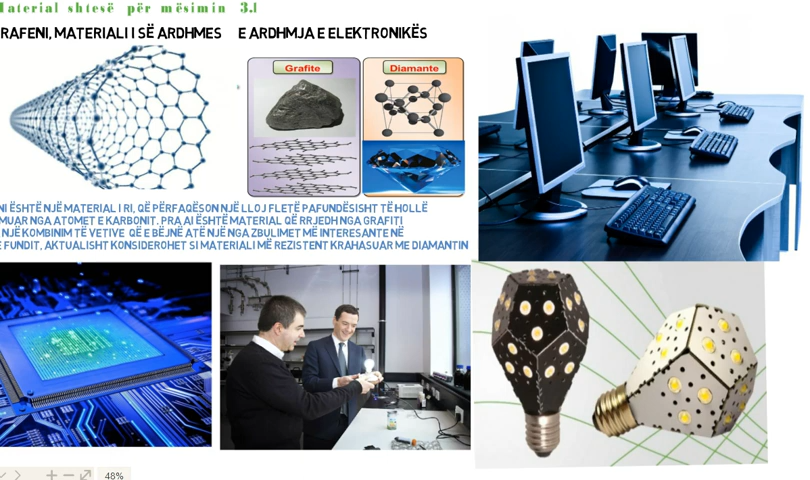 aterial shtesë për mësimin 3.1
RAFENI, MATERIALI I SË ARDHMES E ARDHMJA E ELEKTRONIKËS
Grafite
Diamante
NI ËSHTË NJË MATERIAL I RI, QË PËRFAQËSON NJË LLOJ FLETË PAFUNDËSISHT TË HOLLË
MUAR NGA ATOMET E KARBONIT. PRA AI ËSHTË MATERIAL QË RRJEDH NGA GRAFITI
NJË KOMBINIM TË VETIVE QË E BËJNË ATË NJË NGA ZBULIMET MË INTERESANTE NË
E FUNDIT, AKTUALISHT KONSIDEROHET SI MATERIALI MË REZISTENT KRAHASUAR ME DIAMANTIN
48%